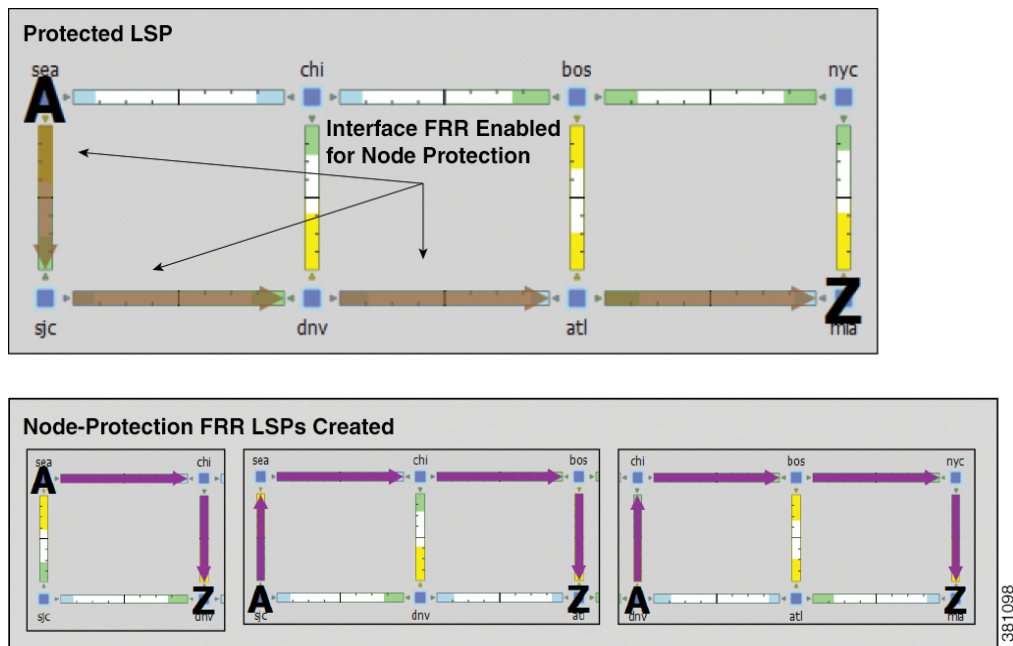 Protected LSP
sea chi bos nyc
A
Interface FRR Enabled
for Node Protection
sjc dnv atl mia
Z
Node-Protection FRR LSPs Created
sea chi
A
sjc dnv
Z
sea chi bos
A
sjc dnv atl
Z
chi bos nyc
A
dnv atl mia
Z
381098